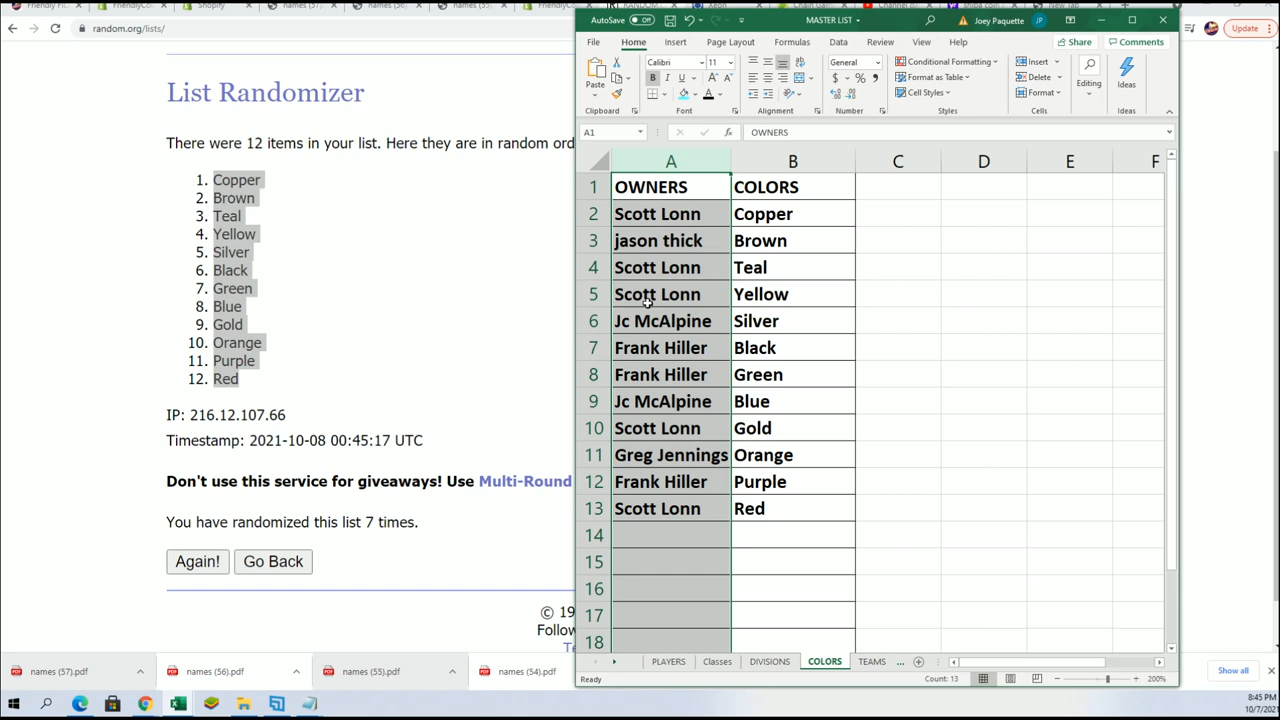 random.org/lists/
Update
List Randomizer
There were 12 items in your list. Here they are in random ord
1. Copper
2. Brown
3. Teal
4. Yellow
5. Silver
6. Black
7. Green
8. Blue
9. Gold
10. Orange
11. Purple
12. Red
IP: 216.12.107.66
Timestamp: 2021-10-08 00:45:17 UTC
Don't use this service for giveaways! Use Multi-Round
You have randomized this list 7 times.
Again! Go Back
© 19
Follow
AutoSave Off MASTER LIST Joey Paquette JP
File Home Insert Page Layout Formulas Data Review View Help Share Comments
Calibri 11 General Conditional Formatting Insert
Paste B I U $ % Format as Table Delete Editing Ideas
Cell Styles Format
Clipboard Font Alignment Number Styles Cells Ideas
A1 fx OWNERS
A B C D E F
1 OWNERS COLORS
2 Scott Lonn Copper
3 jason thick Brown
4 Scott Lonn Teal
5 Scott Lonn Yellow
6 Jc McAlpine Silver
7 Frank Hiller Black
8 Frank Hiller Green
9 Jc McAlpine Blue
10 Scott Lonn Gold
11 Greg Jennings Orange
12 Frank Hiller Purple
13 Scott Lonn Red
14
15
16
17
18
PLAYERS Classes DIVISIONS COLORS TEAMS ...
Ready Count: 13 200%
names (57).pdf names (56).pdf names (55).pdf names (54).pdf Show all
8:45 PM
10/7/2021